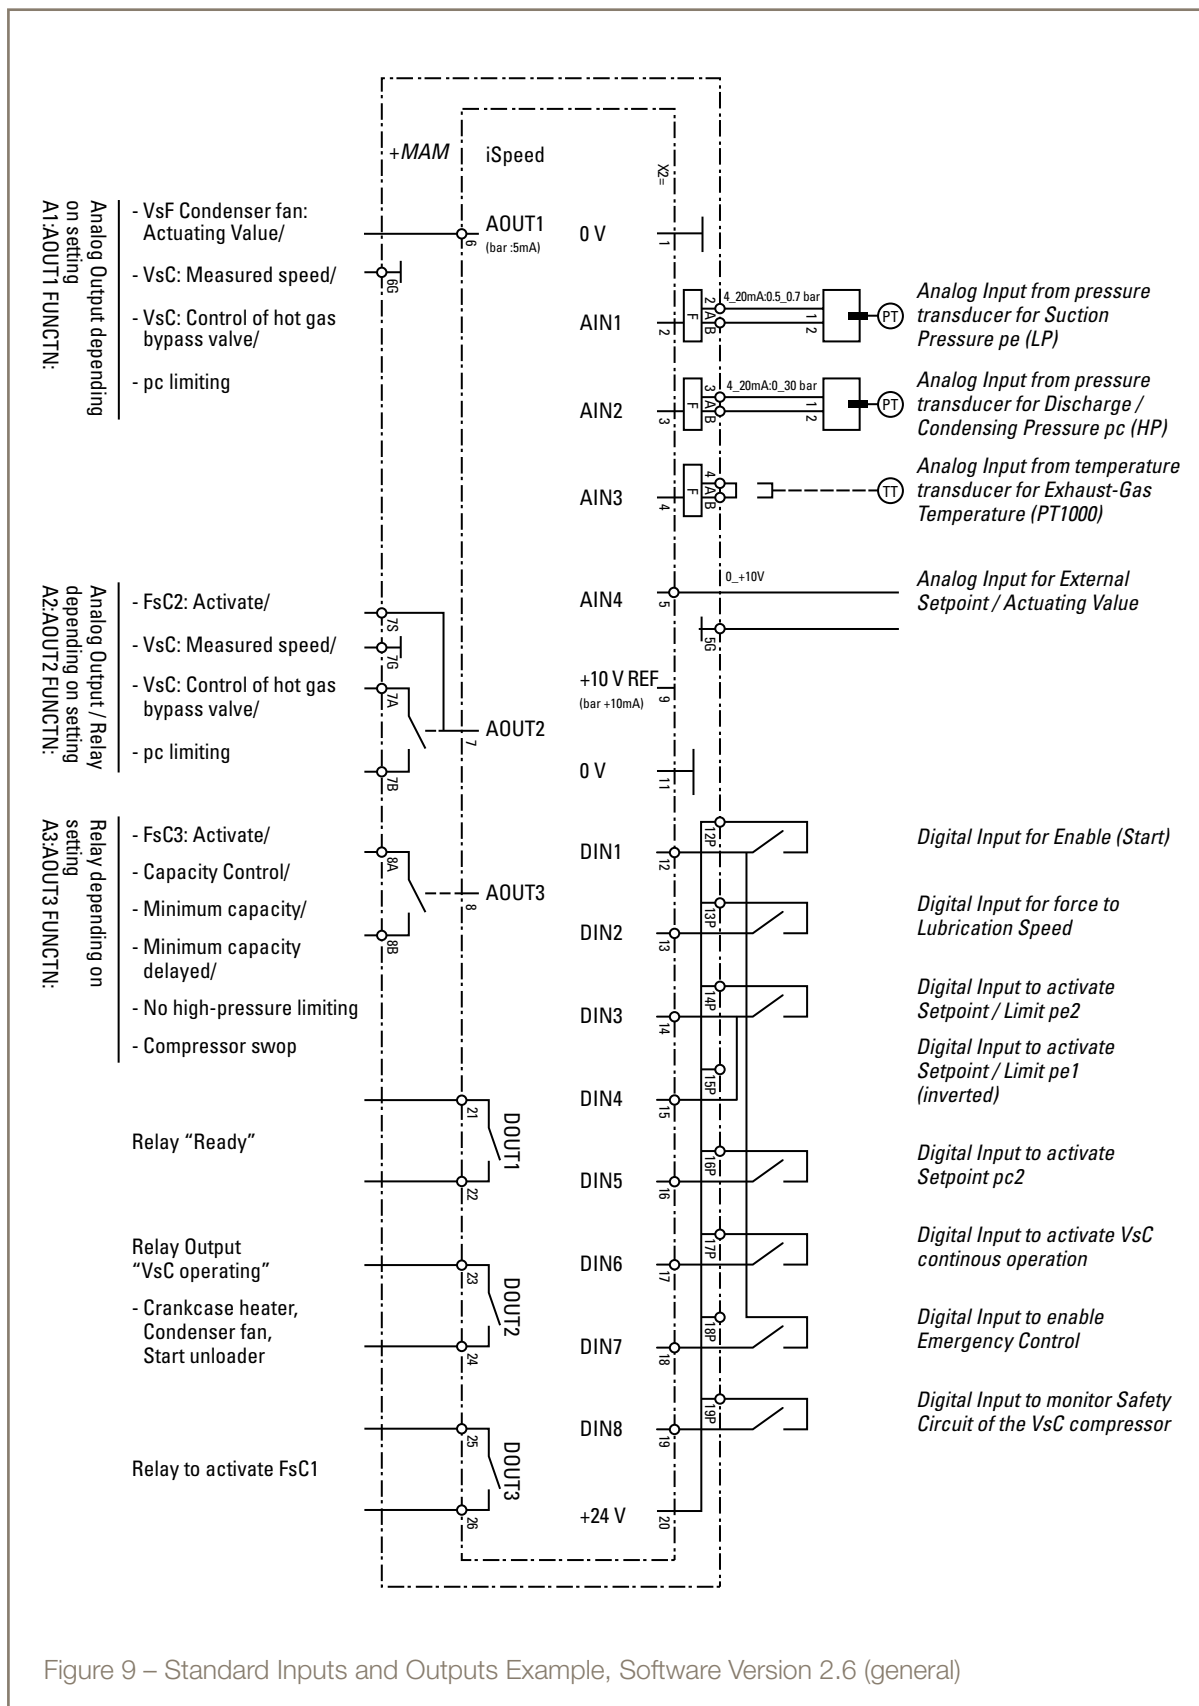 +MAM
iSpeed
X2=
Analog Output depending
on setting
A1:AOUT1 FUNCTN:
- VsF Condenser fan:
Actuating Value/
- VsC: Measured speed/
- VsC: Control of hot gas
bypass valve/
- pc limiting
6
6G
AOUT1
(bar :5mA)
0 V
1
AIN1
2
F
2
A
B
4_20mA:0.5_0.7 bar
1
2
PT
Analog Input from pressure
transducer for Suction
Pressure pe (LP)
AIN2
3
F
3
A
B
4_20mA:0_30 bar
1
2
PT
Analog Input from pressure
transducer for Discharge /
Condensing Pressure pc (HP)
AIN3
4
F
4
A
B
TT
Analog Input from temperature
transducer for Exhaust-Gas
Temperature (PT1000)
AIN4
5
0_+10V
5G
Analog Input for External
Setpoint / Actuating Value
Analog Output / Relay
depending on setting
A2:AOUT2 FUNCTN:
- FsC2: Activate/
- VsC: Measured speed/
- VsC: Control of hot gas
bypass valve/
- pc limiting
7S
7G
7A
7B
7
AOUT2
+10 V REF
(bar +10mA)
9
0 V
11
Relay depending on
setting
A3:AOUT3 FUNCTN:
- FsC3: Activate/
- Capacity Control/
- Minimum capacity/
- Minimum capacity
delayed/
- No high-pressure limiting
- Compressor swop
8A
8B
8
AOUT3
DIN1
12
12P
Digital Input for Enable (Start)
DIN2
13
13P
Digital Input for force to
Lubrication Speed
DIN3
14
14P
Digital Input to activate
Setpoint / Limit pe2
DIN4
15
15P
Digital Input to activate
Setpoint / Limit pe1
(inverted)
Relay “Ready”
21
22
DOUT1
DIN5
16
16P
Digital Input to activate
Setpoint pc2
Relay Output
“VsC operating”
- Crankcase heater,
Condenser fan,
Start unloader
23
24
DOUT2
DIN6
17
17P
Digital Input to activate VsC
continous operation
DIN7
18
18P
Digital Input to enable
Emergency Control
Relay to activate FsC1
25
26
DOUT3
DIN8
19
19P
Digital Input to monitor Safety
Circuit of the VsC compressor
+24 V
20
Figure 9 – Standard Inputs and Outputs Example, Software Version 2.6 (general)